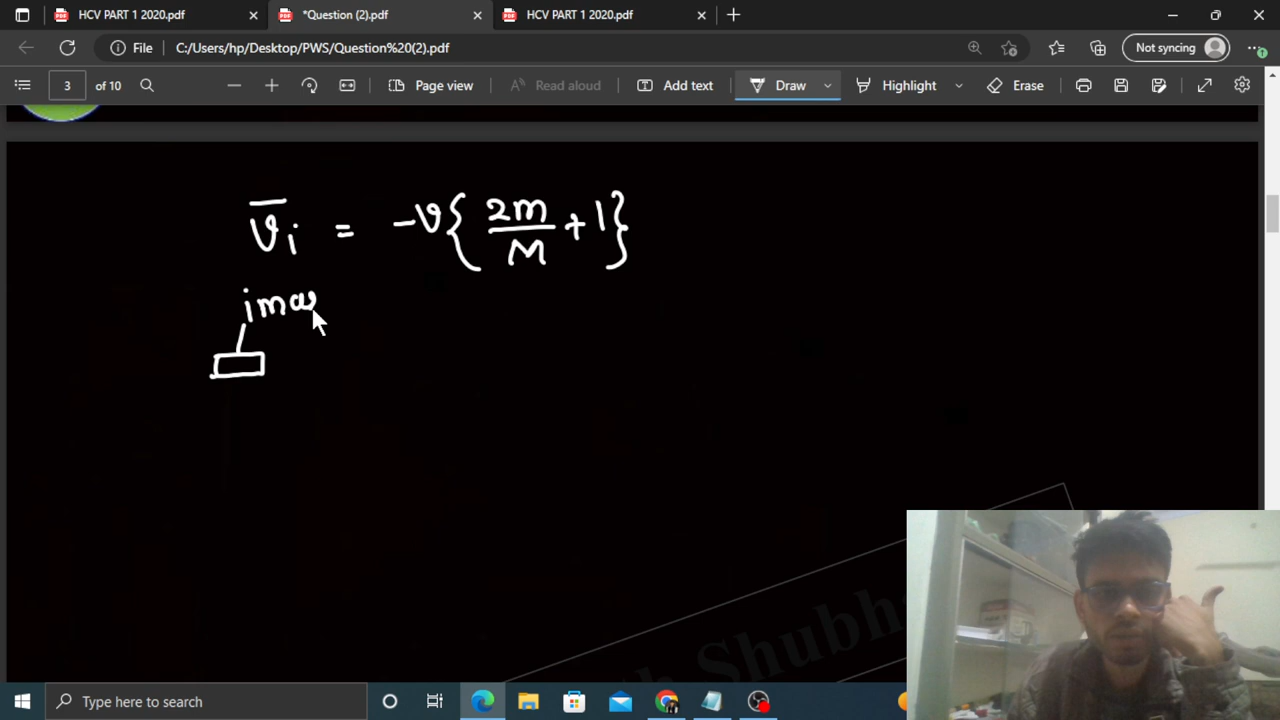 HCV PART 1 2020.pdf
*Question (2).pdf
HCV PART 1 2020.pdf
File
C:/Users/hp/Desktop/PWS/Question%20(2).pdf
Not syncing
3 of 10
Page view
Read aloud
Add text
Draw
Highlight
Erase
v̅i = -v{ 2m/M + 1}
Shubh
Type here to search